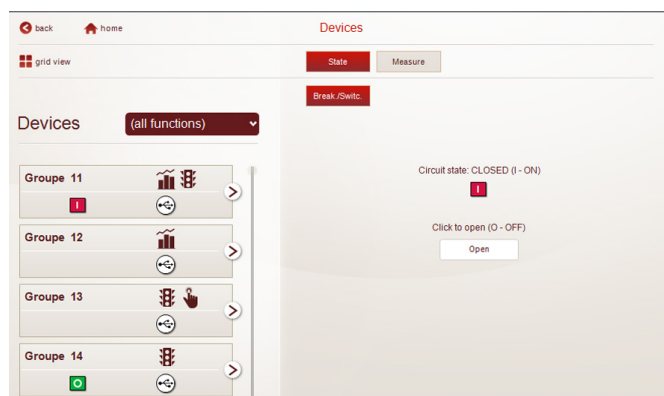 back
home
Devices
grid view
State
Measure
Break./Switc.
Devices
(all functions)
Groupe 11
I
Groupe 12
Groupe 13
Groupe 14
O
Circuit state: CLOSED (I - ON)
I
Click to open (O - OFF)
Open